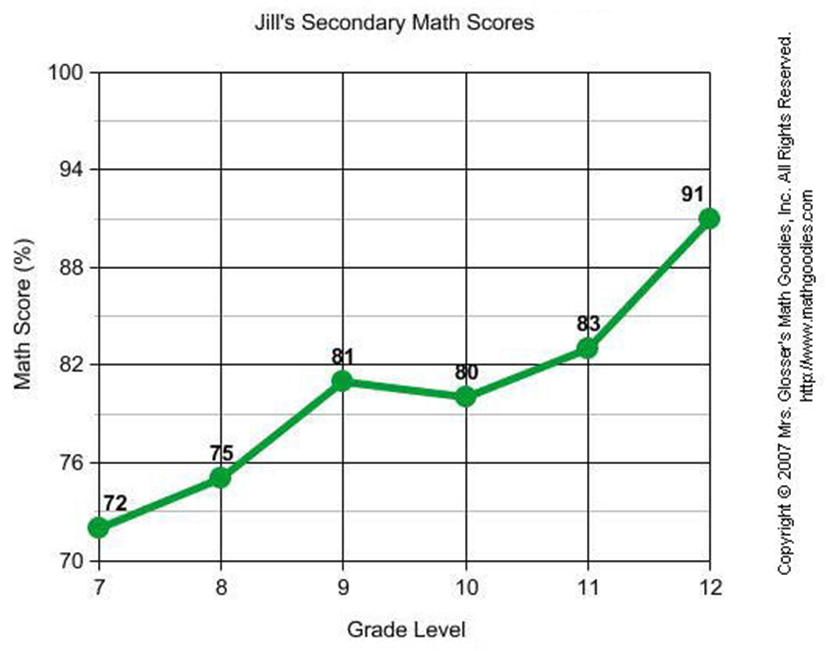 Jill's Secondary Math Scores
100
94
88
82
76
70
Math Score (%)
72
75
81
80
83
91
7 8 9 10 11 12
Grade Level
Copyright © 2007 Mrs. Glosser's Math Goodies, Inc. All Rights Reserved.
http://www.mathgoodies.com